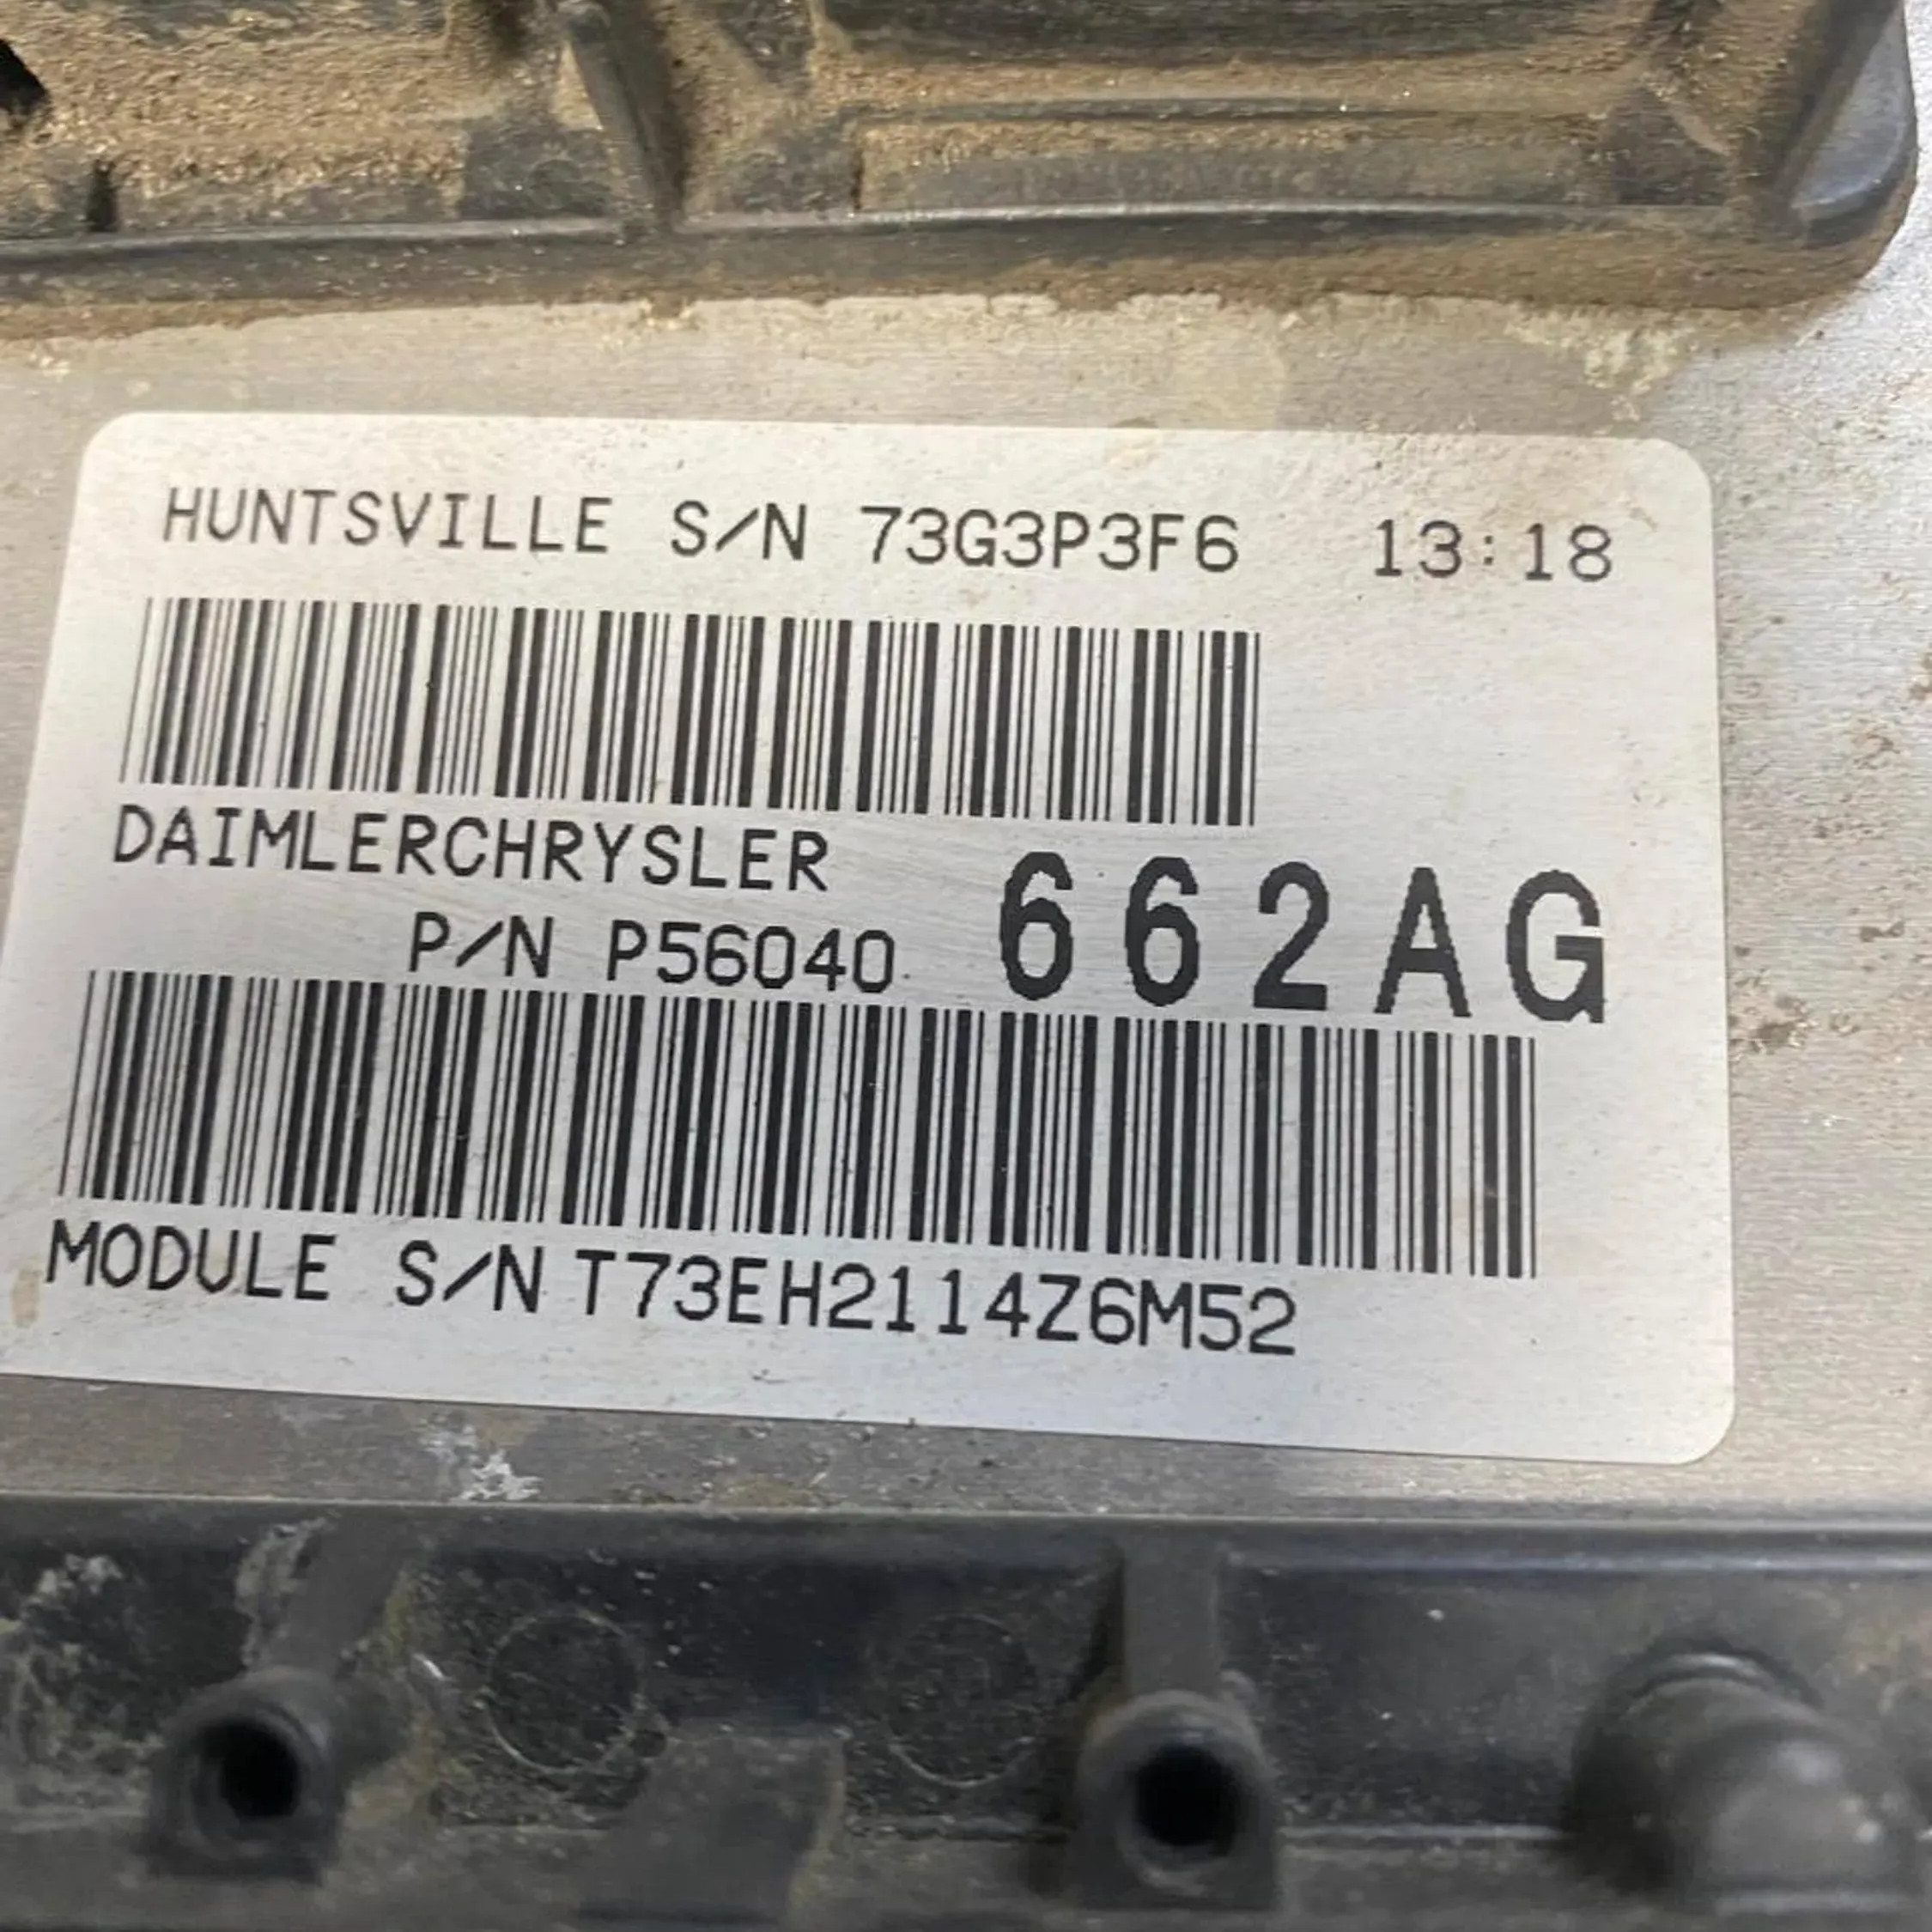 HUNTSVILLE S/N 73G3P3F6 13:18
DAIMLERCHRYSLER
P/N P56040 662AG
MODULE S/N T73EH2114Z6M52